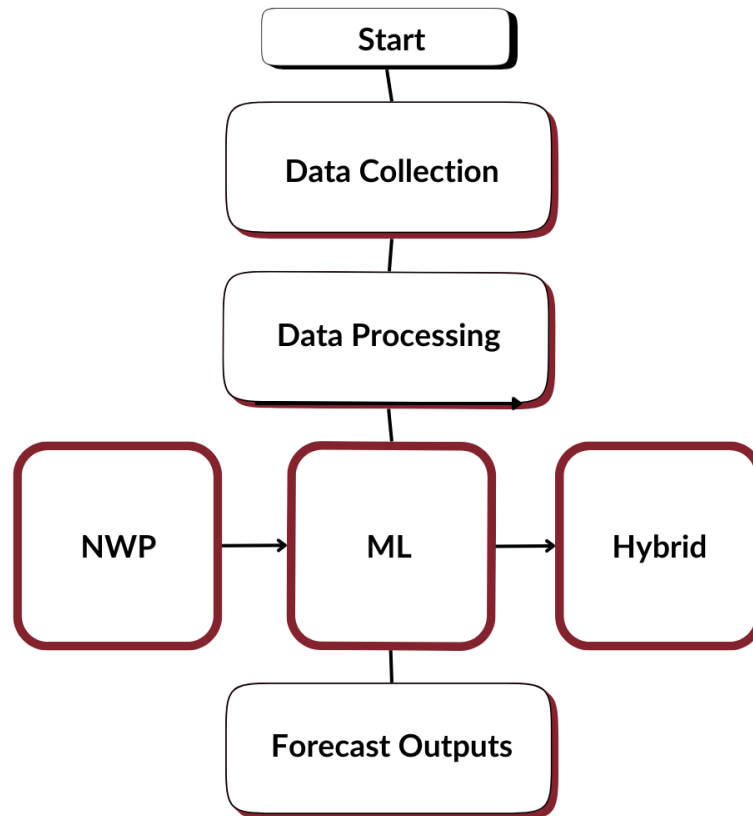 Start
Data Collection
Data Processing
NWP
ML
Hybrid
Forecast Outputs